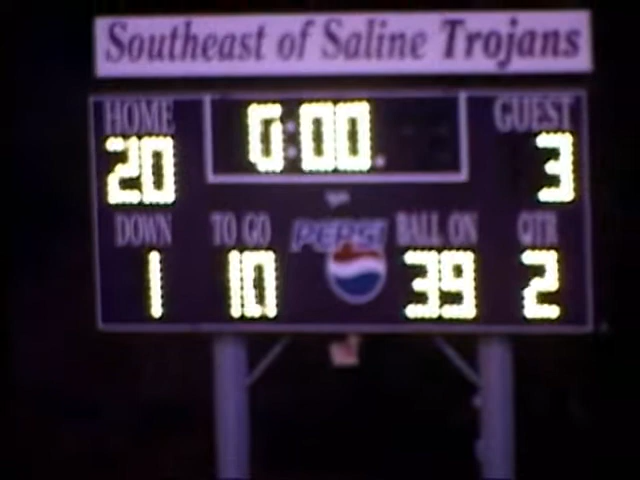 Southeast of Saline Trojans
HOME 0:00 GUEST
20 3
DOWN TO GO PEPSI BALL ON QTR
1 10 39 2